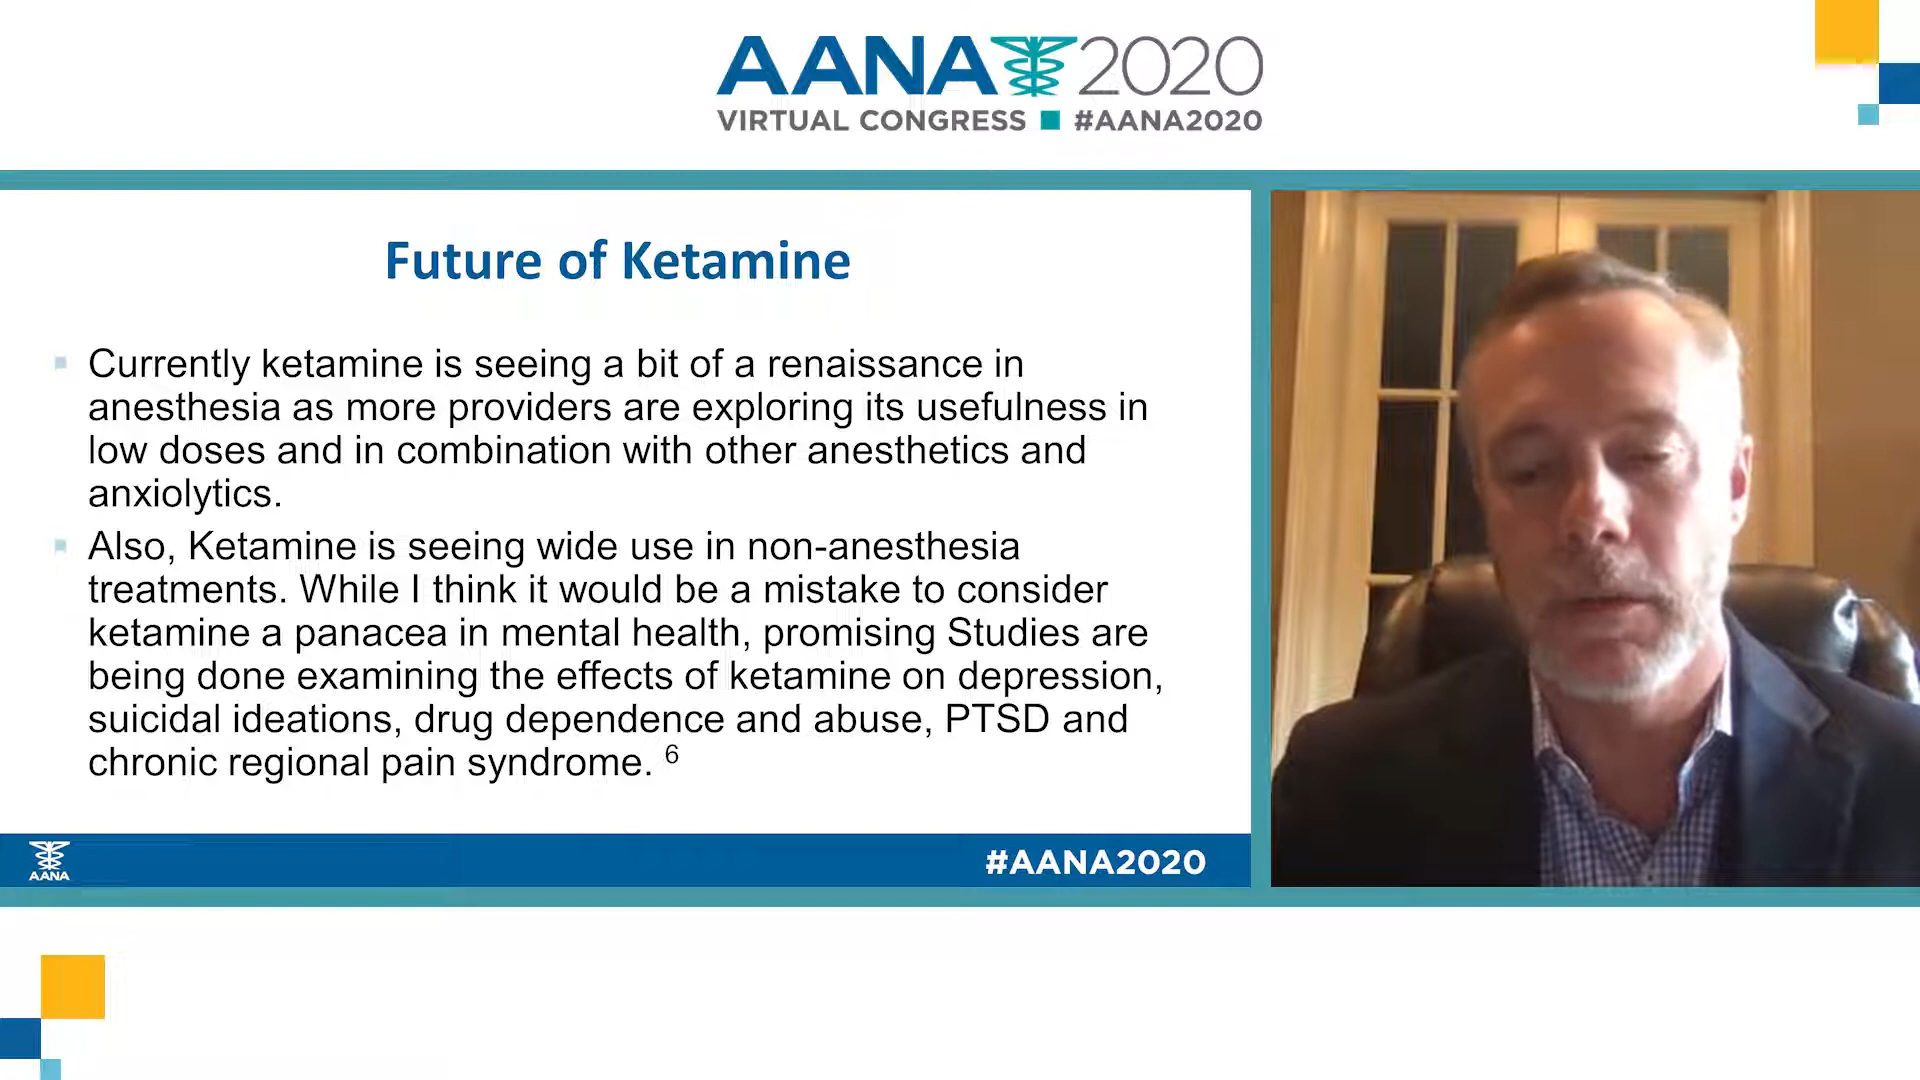 AANA 2020
VIRTUAL CONGRESS #AANA2020
Future of Ketamine
Currently ketamine is seeing a bit of a renaissance in
anesthesia as more providers are exploring its usefulness in
low doses and in combination with other anesthetics and
anxiolytics.
Also, Ketamine is seeing wide use in non-anesthesia
treatments. While I think it would be a mistake to consider
ketamine a panacea in mental health, promising Studies are
being done examining the effects of ketamine on depression,
suicidal ideations, drug dependence and abuse, PTSD and
chronic regional pain syndrome. 6
AANA
#AANA2020